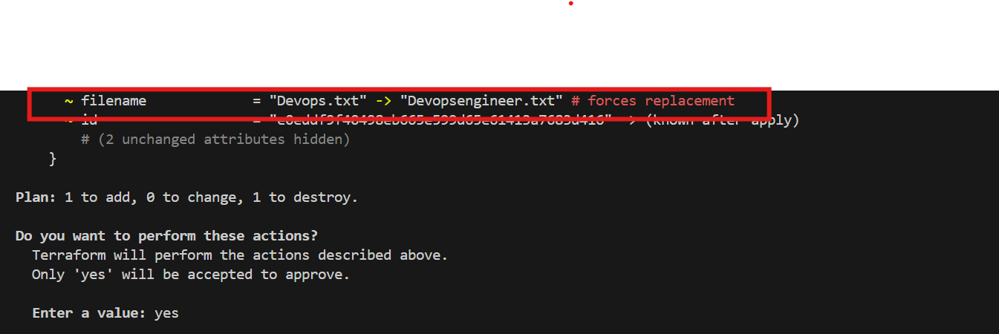 ~ filename = "Devops.txt" -> "Devopsengineer.txt" # forces replacement
~ id = -> (known after apply)
# (2 unchanged attributes hidden)
}
Plan: 1 to add, 0 to change, 1 to destroy.
Do you want to perform these actions?
Terraform will perform the actions described above.
Only 'yes' will be accepted to approve.
Enter a value: yes